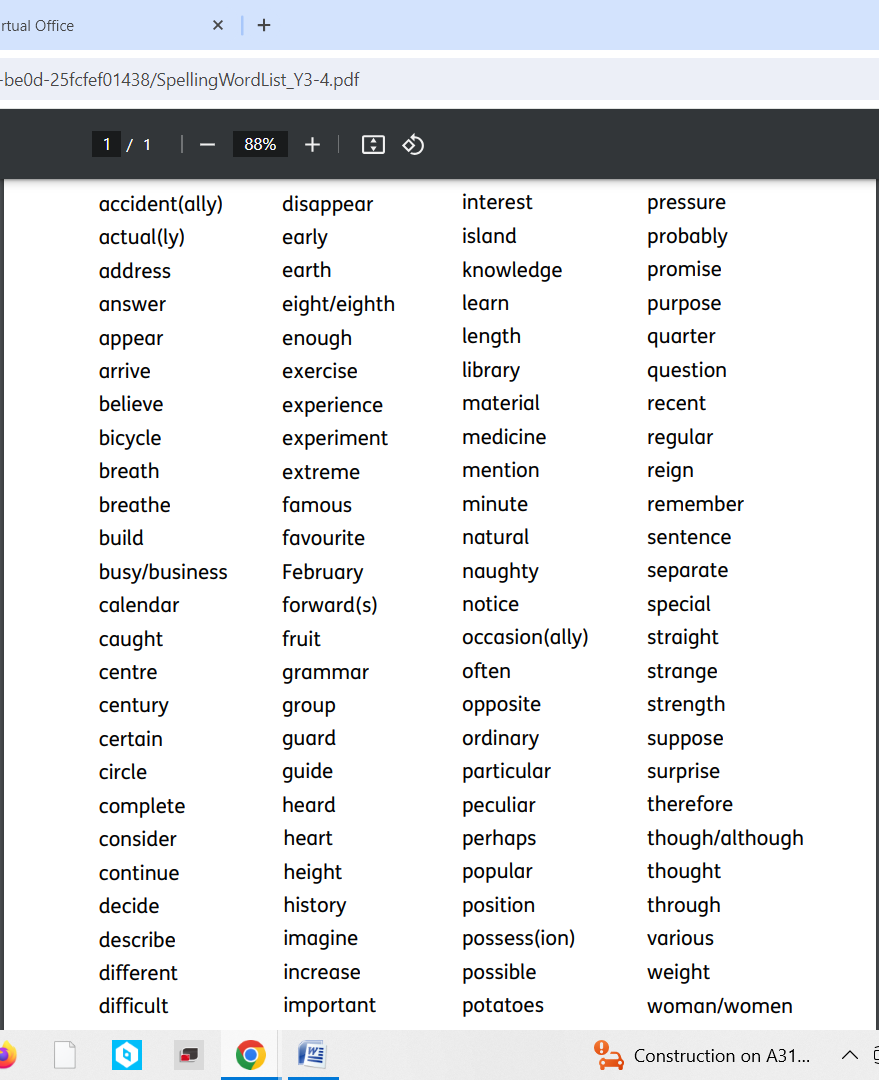 rtual Office
-be0d-25fcfef01438/SpellingWordList_Y3-4.pdf
1 / 1 88%
accident(ally) disappear interest pressure
actual(ly) early island probably
address earth knowledge promise
answer eight/eighth learn purpose
appear enough length quarter
arrive exercise library question
believe experience material recent
bicycle experiment medicine regular
breath extreme mention reign
breathe famous minute remember
build favourite natural sentence
busy/business February naughty separate
calendar forward(s) notice special
caught fruit occasion(ally) straight
centre grammar often strange
century group opposite strength
certain guard ordinary suppose
circle guide particular surprise
complete heard peculiar therefore
consider heart perhaps though/although
continue height popular thought
decide history position through
describe imagine possess(ion) various
different increase possible weight
difficult important potatoes woman/women
Construction on A31...